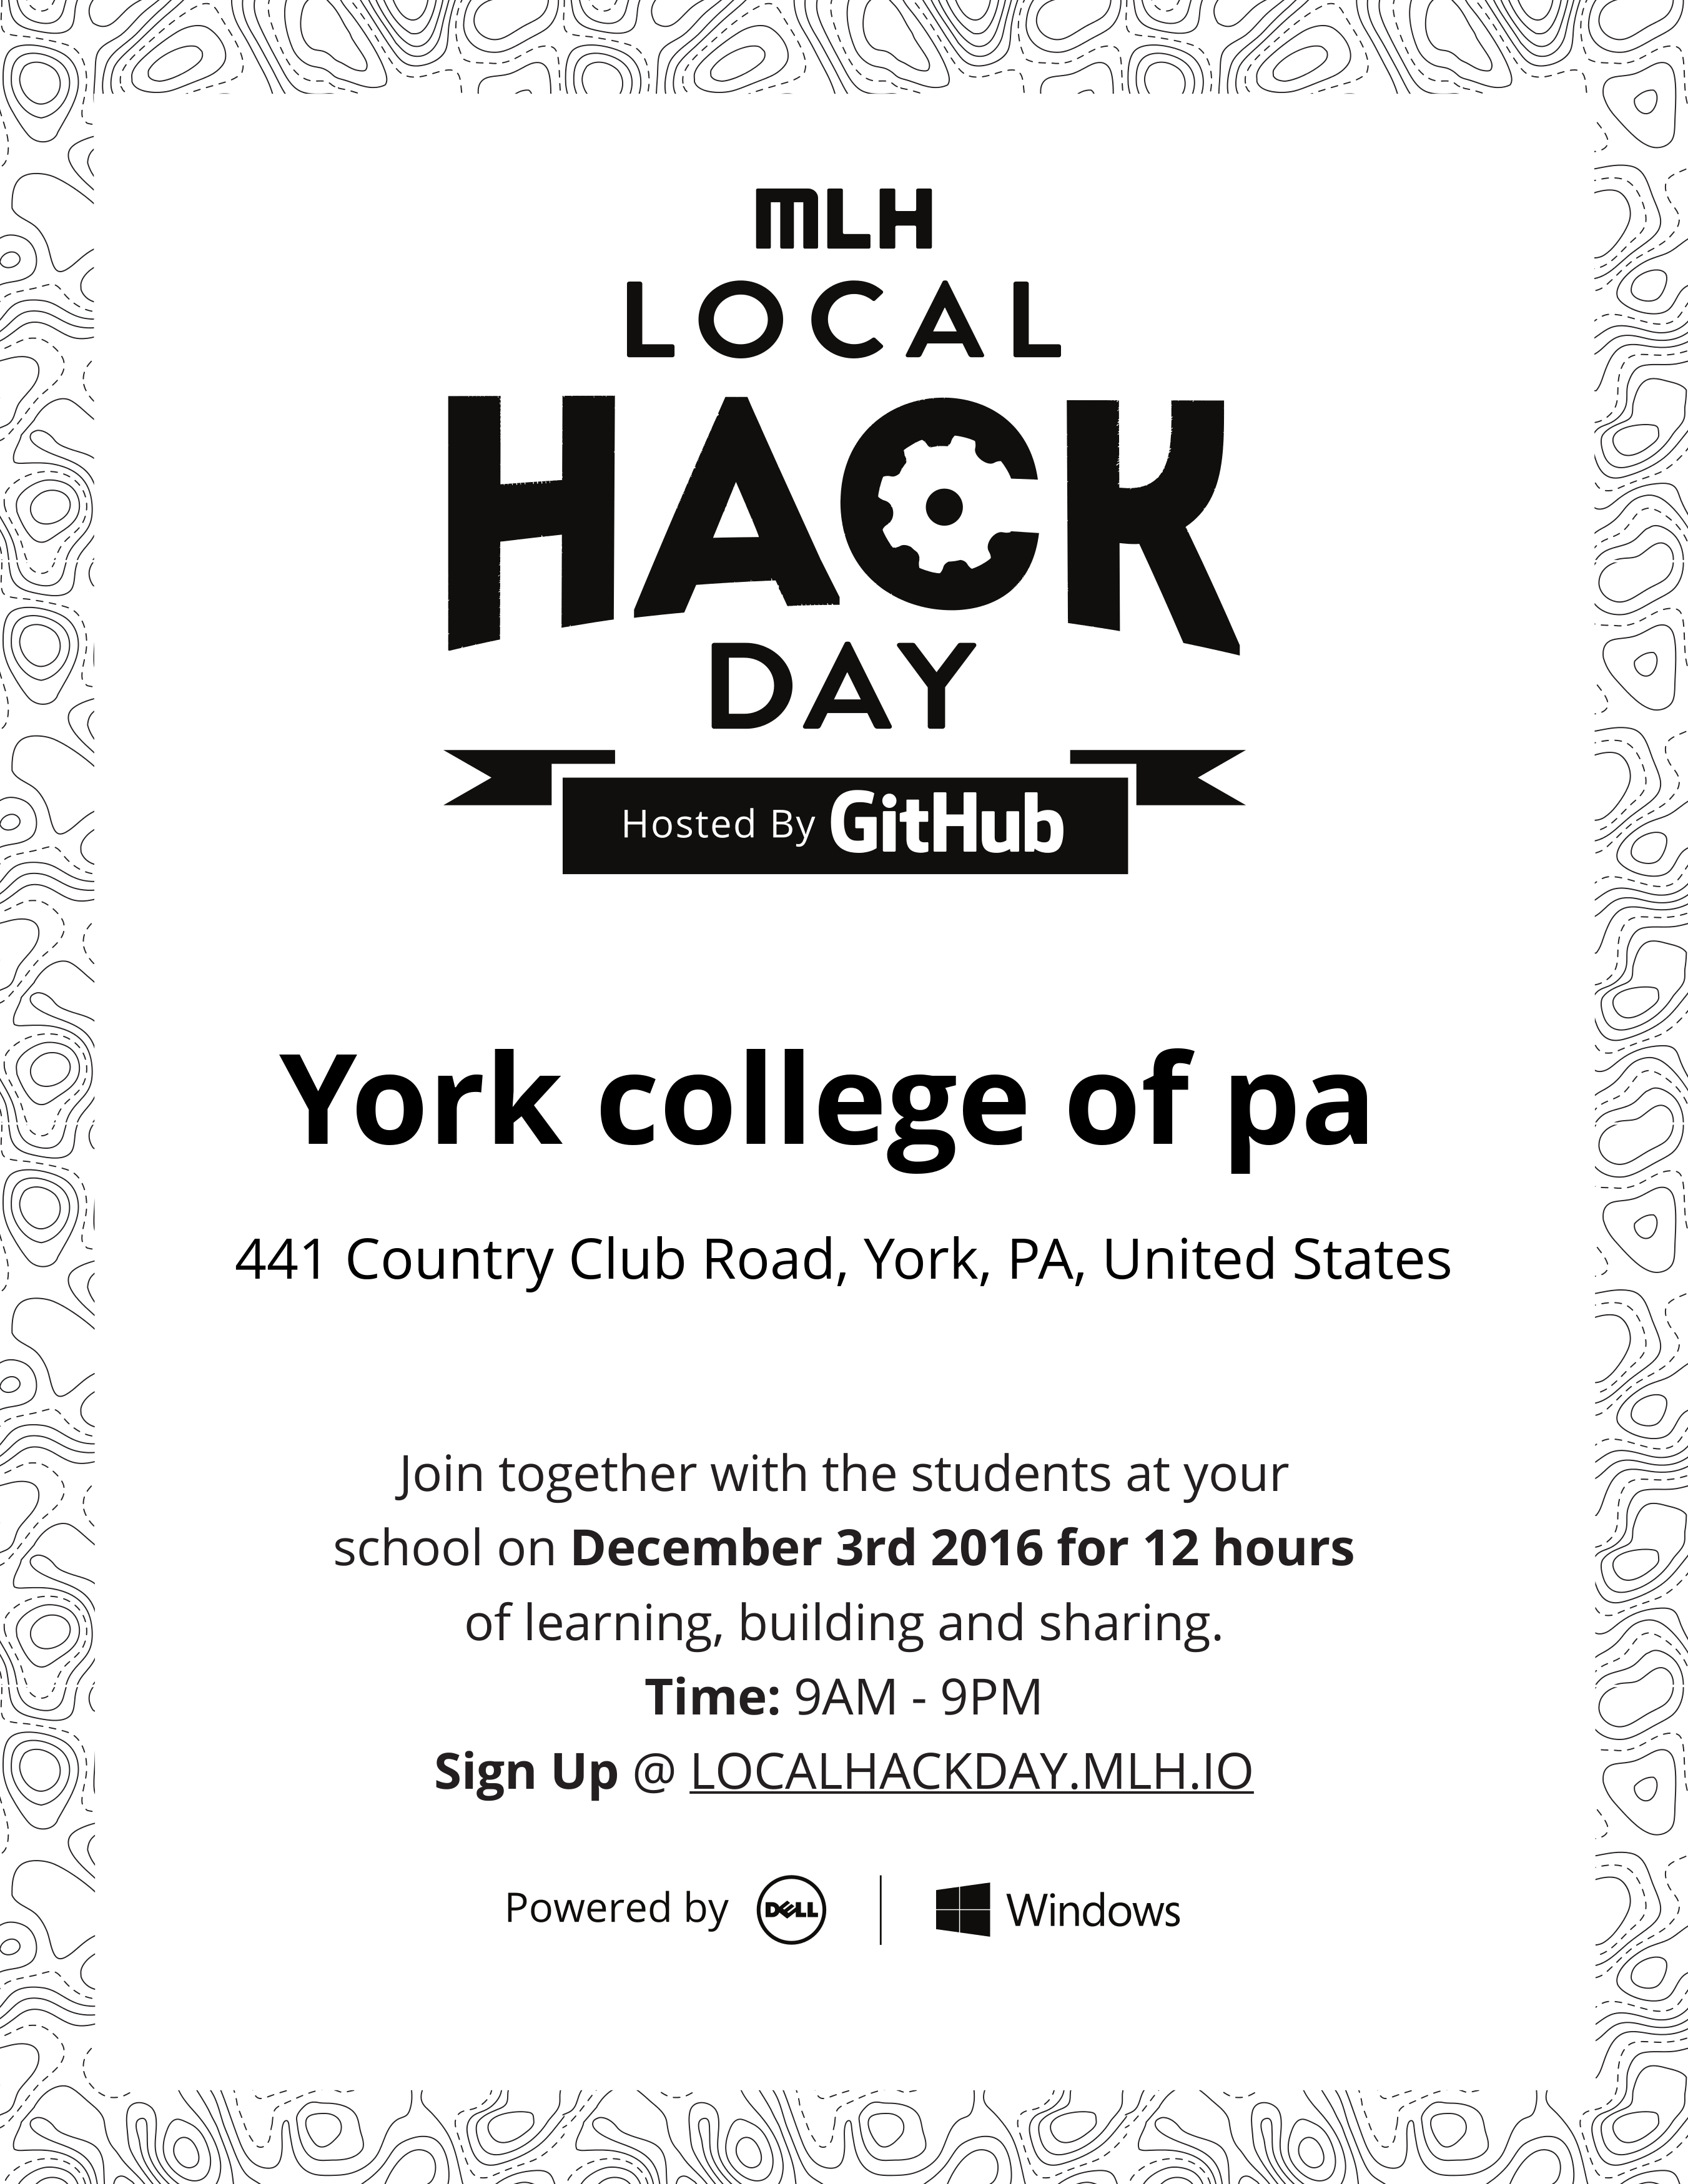 MLH
LOCAL
HACK
DAY
Hosted By GitHub
York college of pa
441 Country Club Road, York, PA, United States
Join together with the students at your
school on December 3rd 2016 for 12 hours
of learning, building and sharing.
Time: 9AM - 9PM
Sign Up @ LOCALHACKDAY.MLH.IO
Powered by DELL | Windows